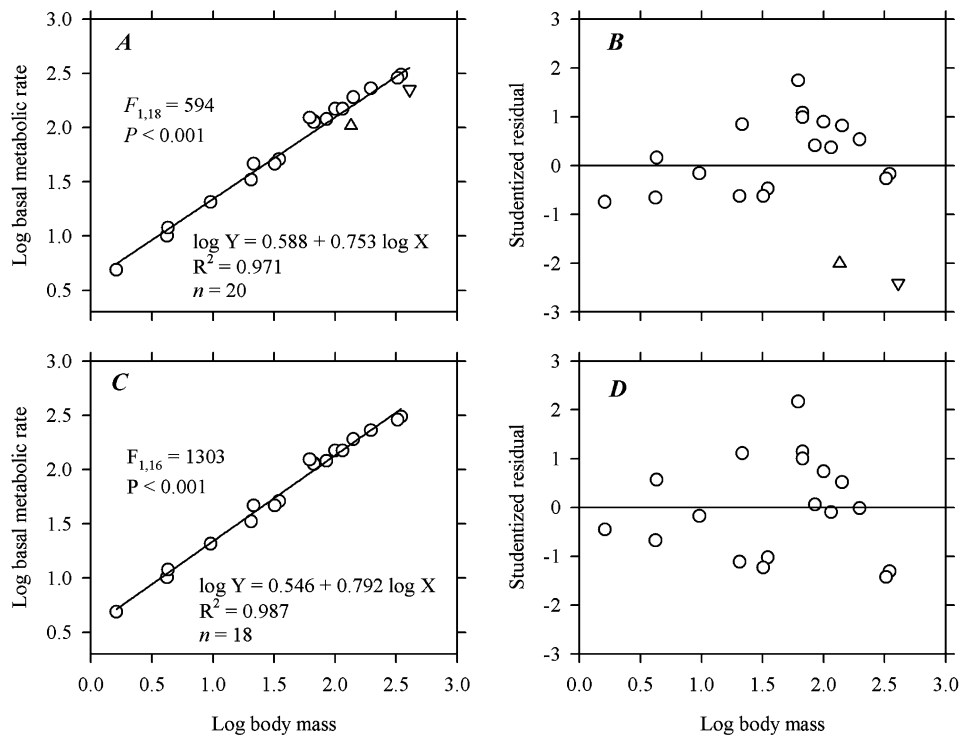 A
Log basal metabolic rate
3.0
2.5
2.0
1.5
1.0
0.5
F1,18 = 594
P < 0.001
log Y = 0.588 + 0.753 log X
R² = 0.971
n = 20
B
Studentized residual
3
2
1
0
-1
-2
-3
C
Log basal metabolic rate
3.0
2.5
2.0
1.5
1.0
0.5
F1,16 = 1303
P < 0.001
log Y = 0.546 + 0.792 log X
R² = 0.987
n = 18
0.0 0.5 1.0 1.5 2.0 2.5 3.0
Log body mass
D
Studentized residual
3
2
1
0
-1
-2
-3
0.0 0.5 1.0 1.5 2.0 2.5 3.0
Log body mass